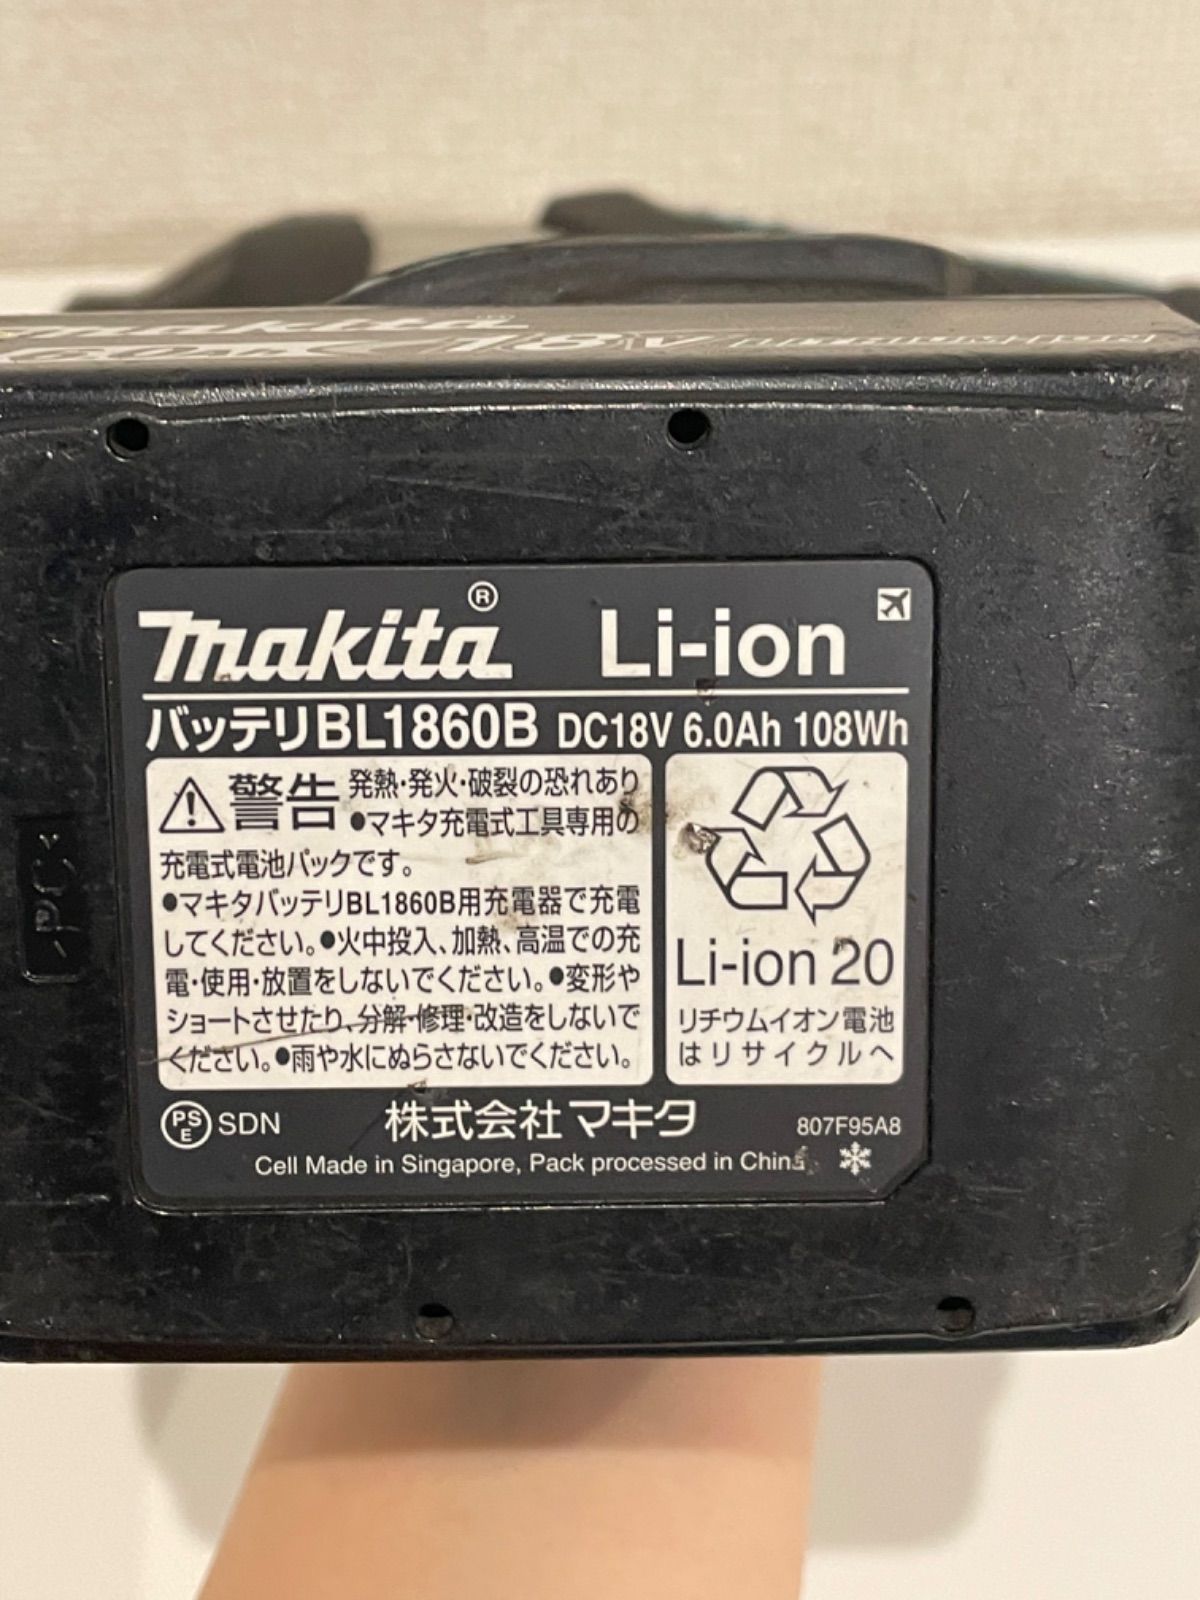 makita
6.0Ah 18V
makita® Li-ion
バッテリBL1860B DC18V 6.0Ah 108Wh
警告 発熱・発火・破裂の恐れあり
●マキタ充電式工具専用の
充電式電池パックです。
●マキタバッテリBL1860B用充電器で充電
してください。●火中投入、加熱、高温での充
電・使用・放置をしないでください。●変形や
ショートさせたり、分解・修理・改造をしないで
ください。●雨や水にぬらさないでください。
Li-ion 20
リチウムイオン電池
はリサイクルへ
PSE SDN 株式会社マキタ 807F95A8
Cell Made in Singapore, Pack processed in China
PC